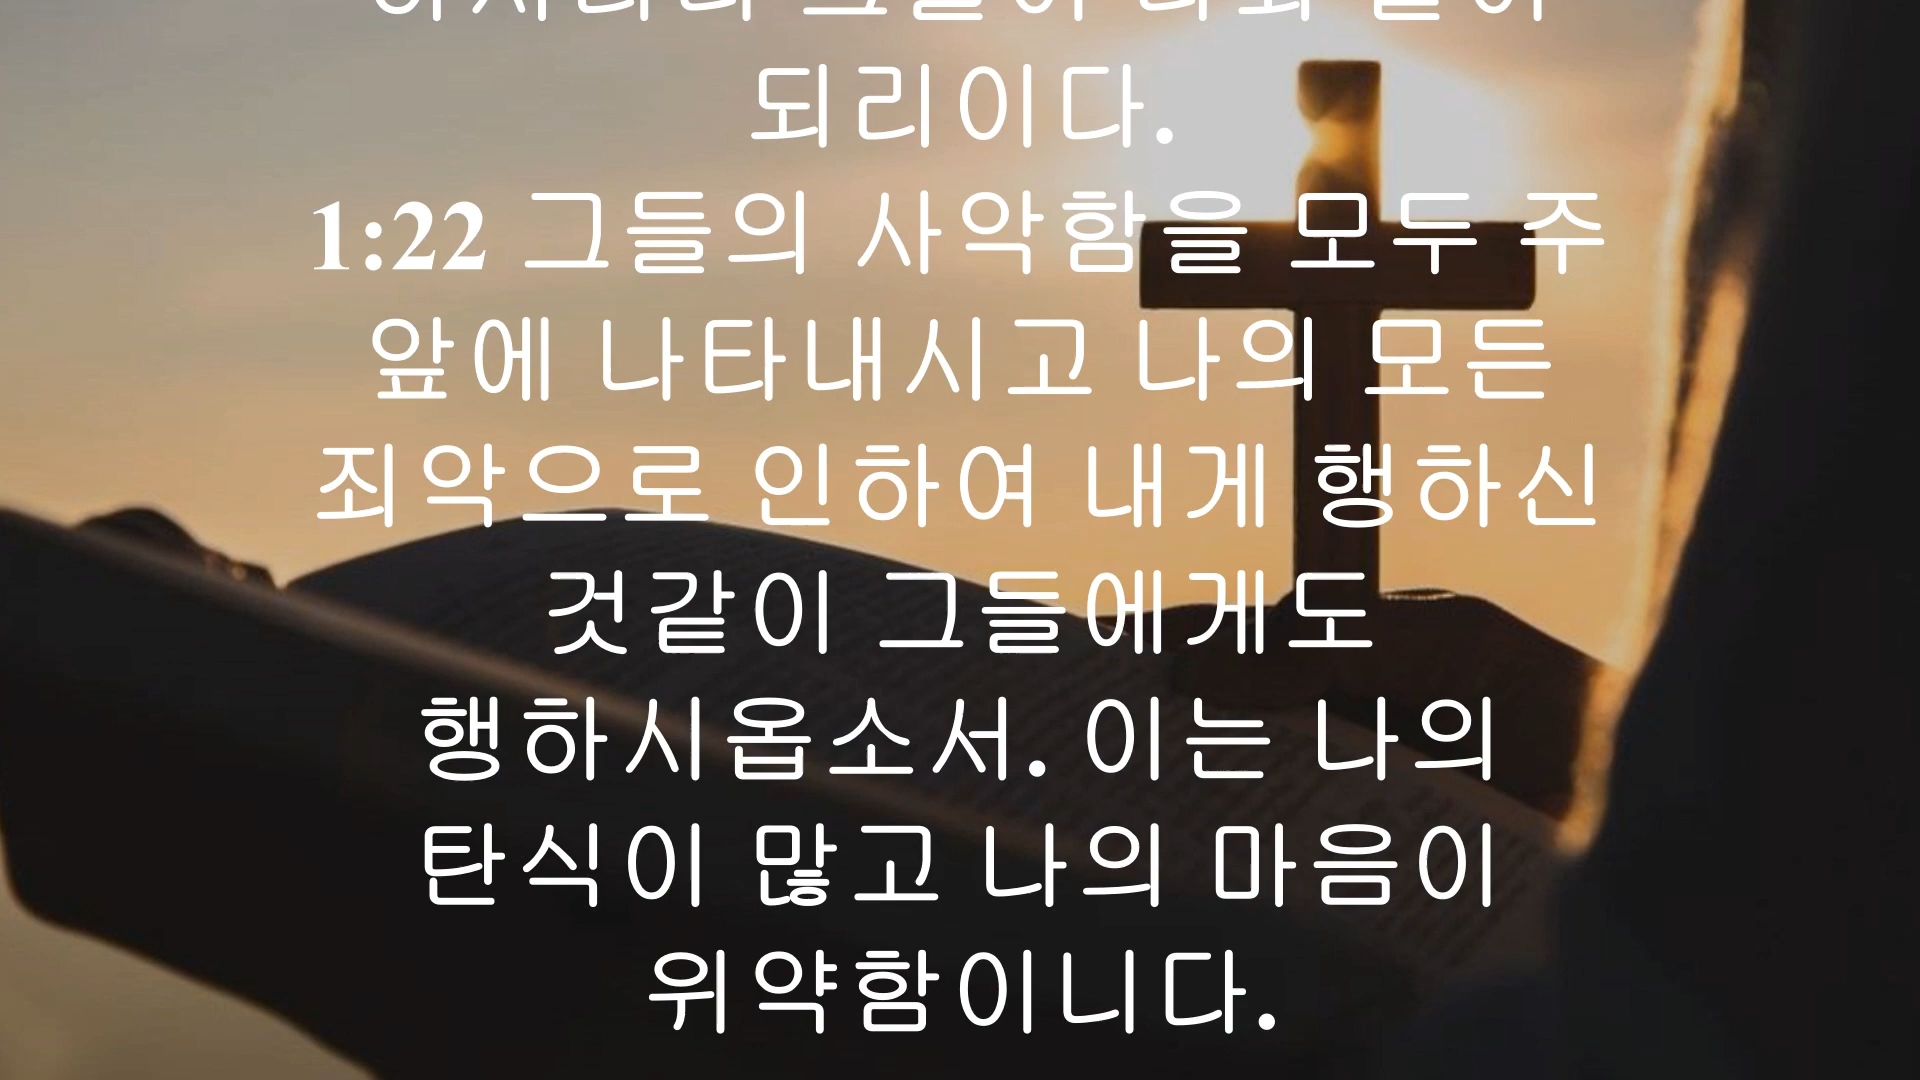 되리이다.
1:22 그들의 사악함을 모두 주
앞에 나타내시고 나의 모든
죄악으로 인하여 내게 행하신
것같이 그들에게도
행하시옵소서. 이는 나의
탄식이 많고 나의 마음이
위약함이니다.